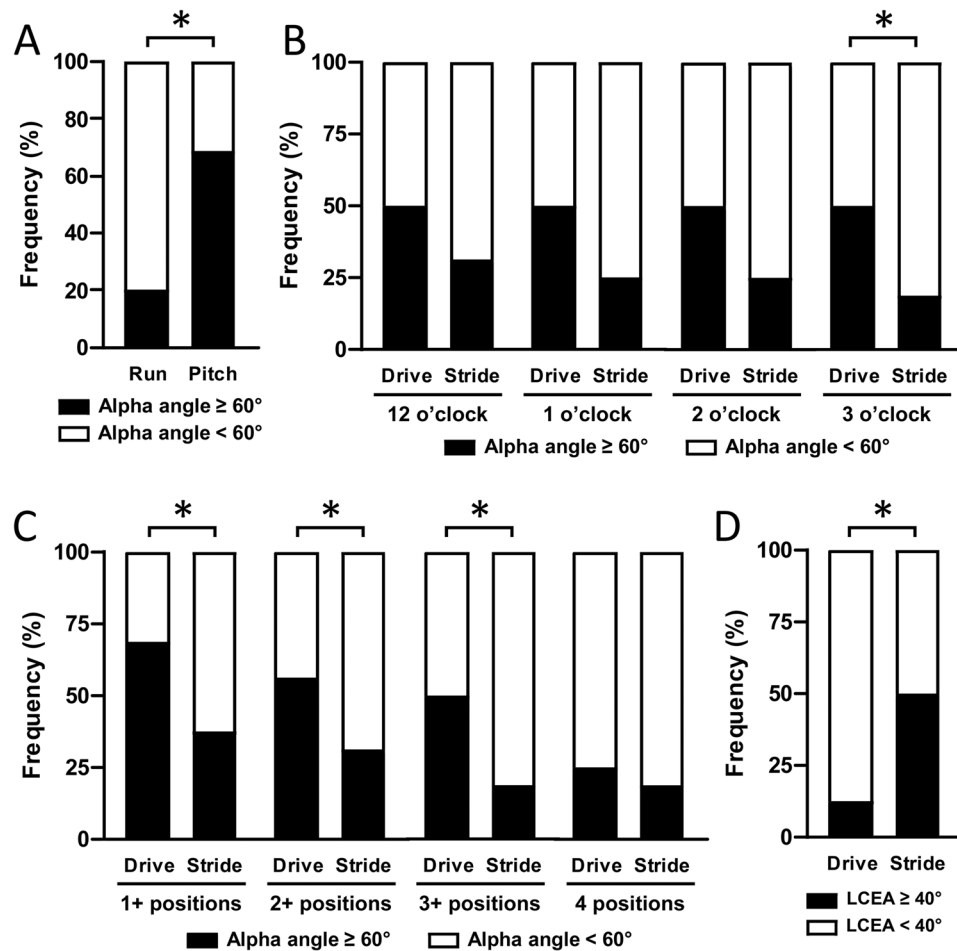 A
*
Frequency (%)
100
80
60
40
20
0
Run Pitch
Alpha angle ≥ 60°
Alpha angle < 60°
B
*
Frequency (%)
100
75
50
25
0
Drive Stride Drive Stride Drive Stride Drive Stride
12 o’clock 1 o’clock 2 o’clock 3 o’clock
Alpha angle ≥ 60° Alpha angle < 60°
C
* * *
Frequency (%)
100
75
50
25
0
Drive Stride Drive Stride Drive Stride Drive Stride
1+ positions 2+ positions 3+ positions 4 positions
Alpha angle ≥ 60° Alpha angle < 60°
D
*
Frequency (%)
100
75
50
25
0
Drive Stride
LCEA ≥ 40°
LCEA < 40°